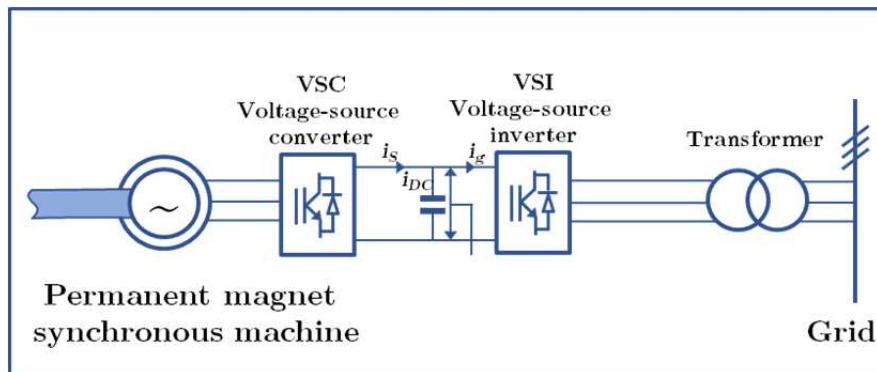 VSC
Voltage-source
converter
VSI
Voltage-source
inverter
Transformer
i_S
i_g
i_DC
~
Permanent magnet
synchronous machine
Grid